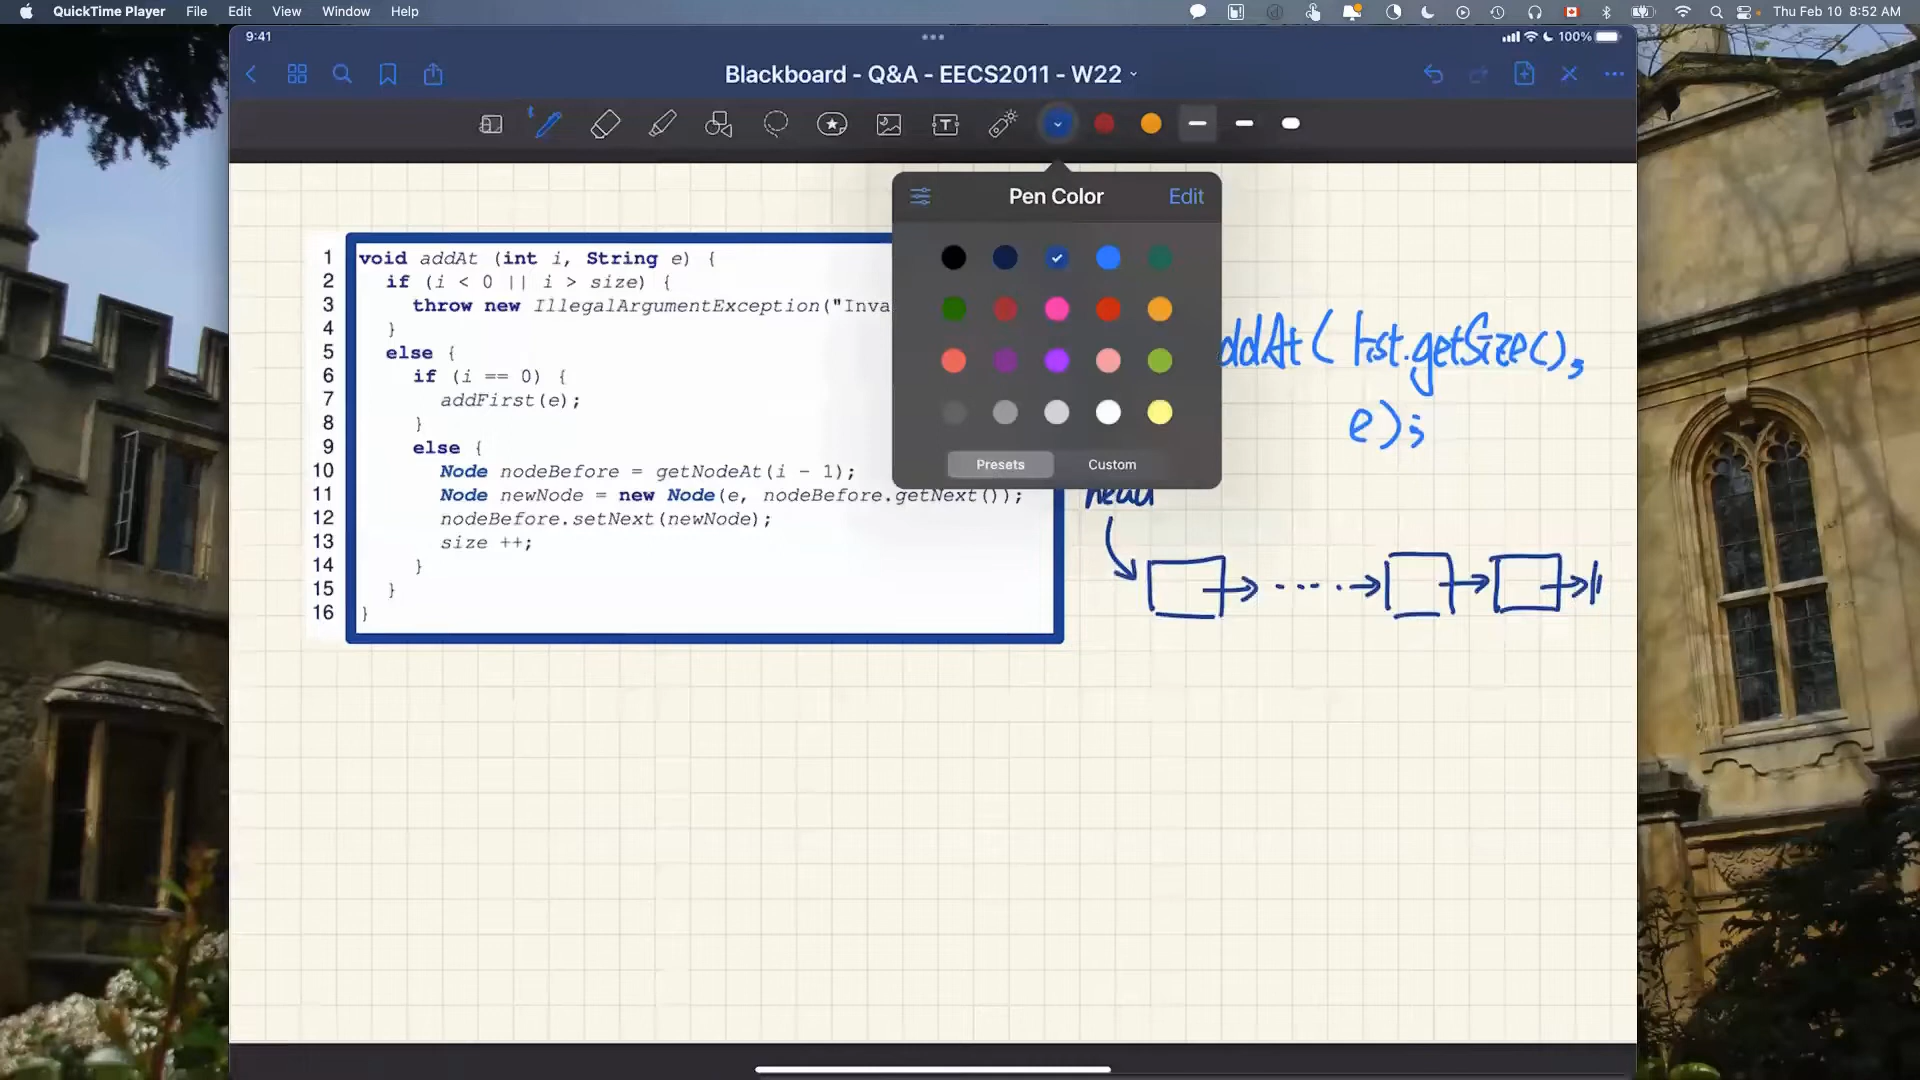 QuickTime Player File Edit View Window Help Thu Feb 10 8:52 AM
9:41 100%
Blackboard - Q&A - EECS2011 - W22
Pen Color Edit
Presets Custom
1 void addAt (int i, String e) {
2 if (i < 0 || i > size) {
3 throw new IllegalArgumentException("Inva
4 }
5 else {
6 if (i == 0) {
7 addFirst(e);
8 }
9 else {
10 Node nodeBefore = getNodeAt(i - 1);
11 Node newNode = new Node(e, nodeBefore.getNext());
12 nodeBefore.setNext(newNode);
13 size ++;
14 }
15 }
16 }
ddAt( list.getSize(),
e);
head